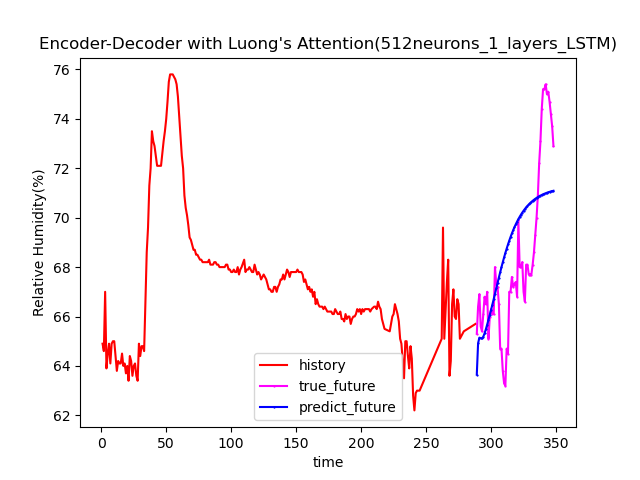 Encoder-Decoder with Luong's Attention(512neurons_1_layers_LSTM)
76
74
72
70
68
66
64
62
Relative Humidity(%)
history
true_future
predict_future
0
50
100
150
200
250
300
350
time